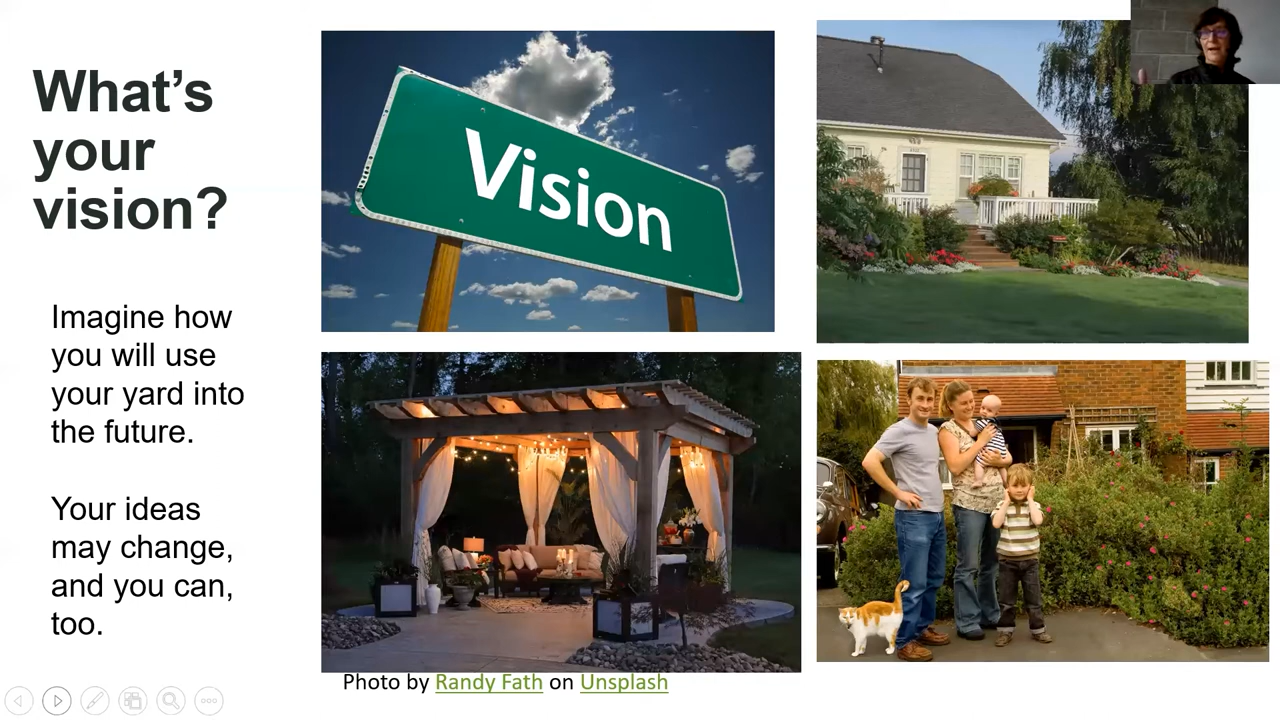 What's
your
vision?
Imagine how
you will use
your yard into
the future.
Your ideas
may change,
and you can,
too.
Vision
Photo by Randy Fath on Unsplash